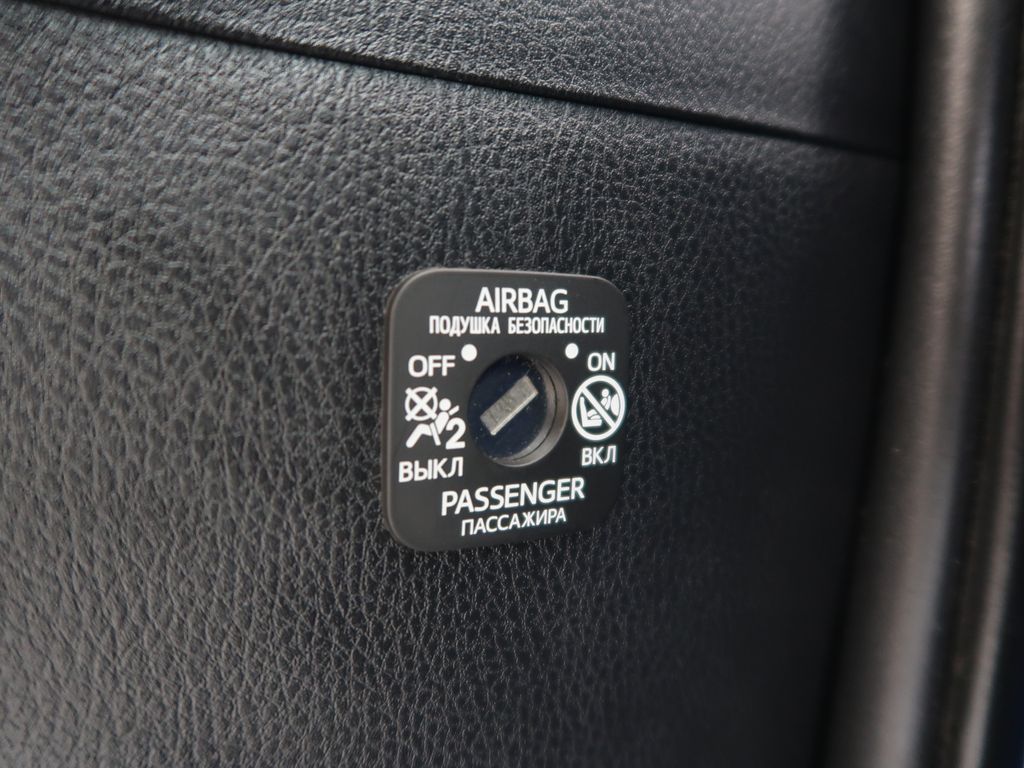 AIRBAG
ПОДУШКА БЕЗОПАСНОСТИ
OFF
ON
2
ВЫКЛ
ВКЛ
PASSENGER
ПАССАЖИРА